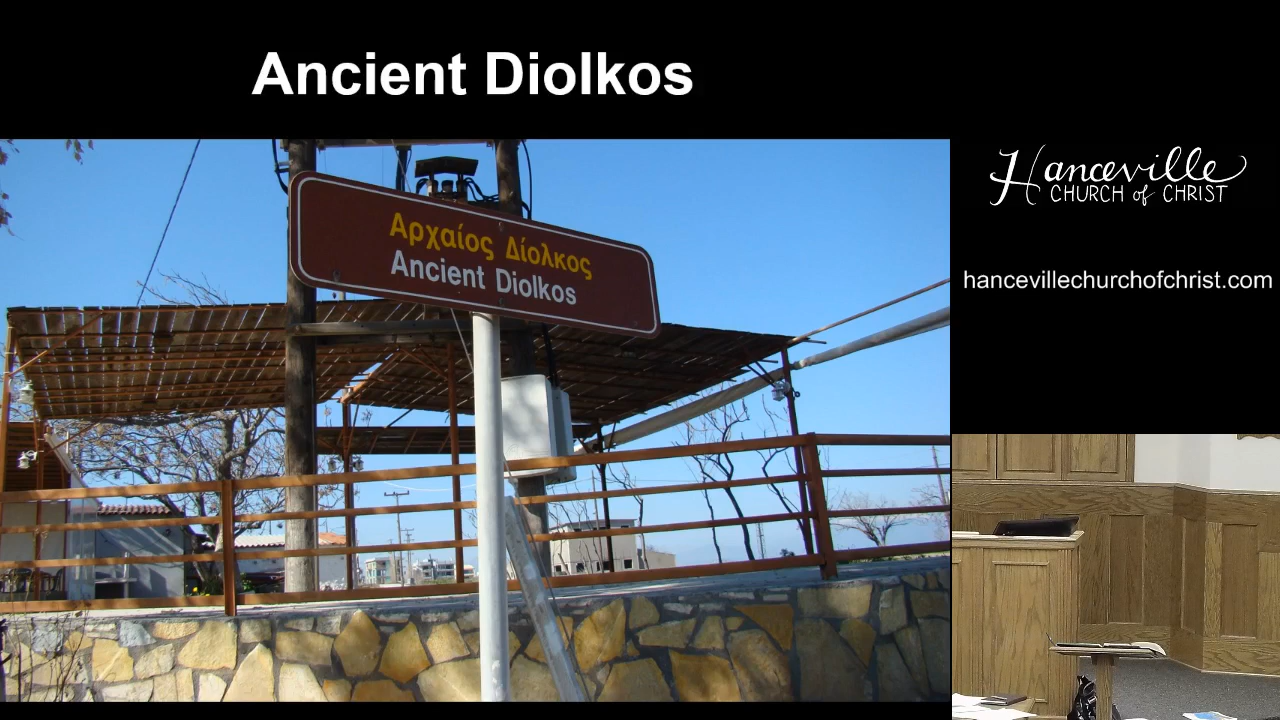 Ancient Diolkos
Αρχαίος Δίολκος
Ancient Diolkos
Hanceville
CHURCH of CHRIST
hancevillechurchofchrist.com